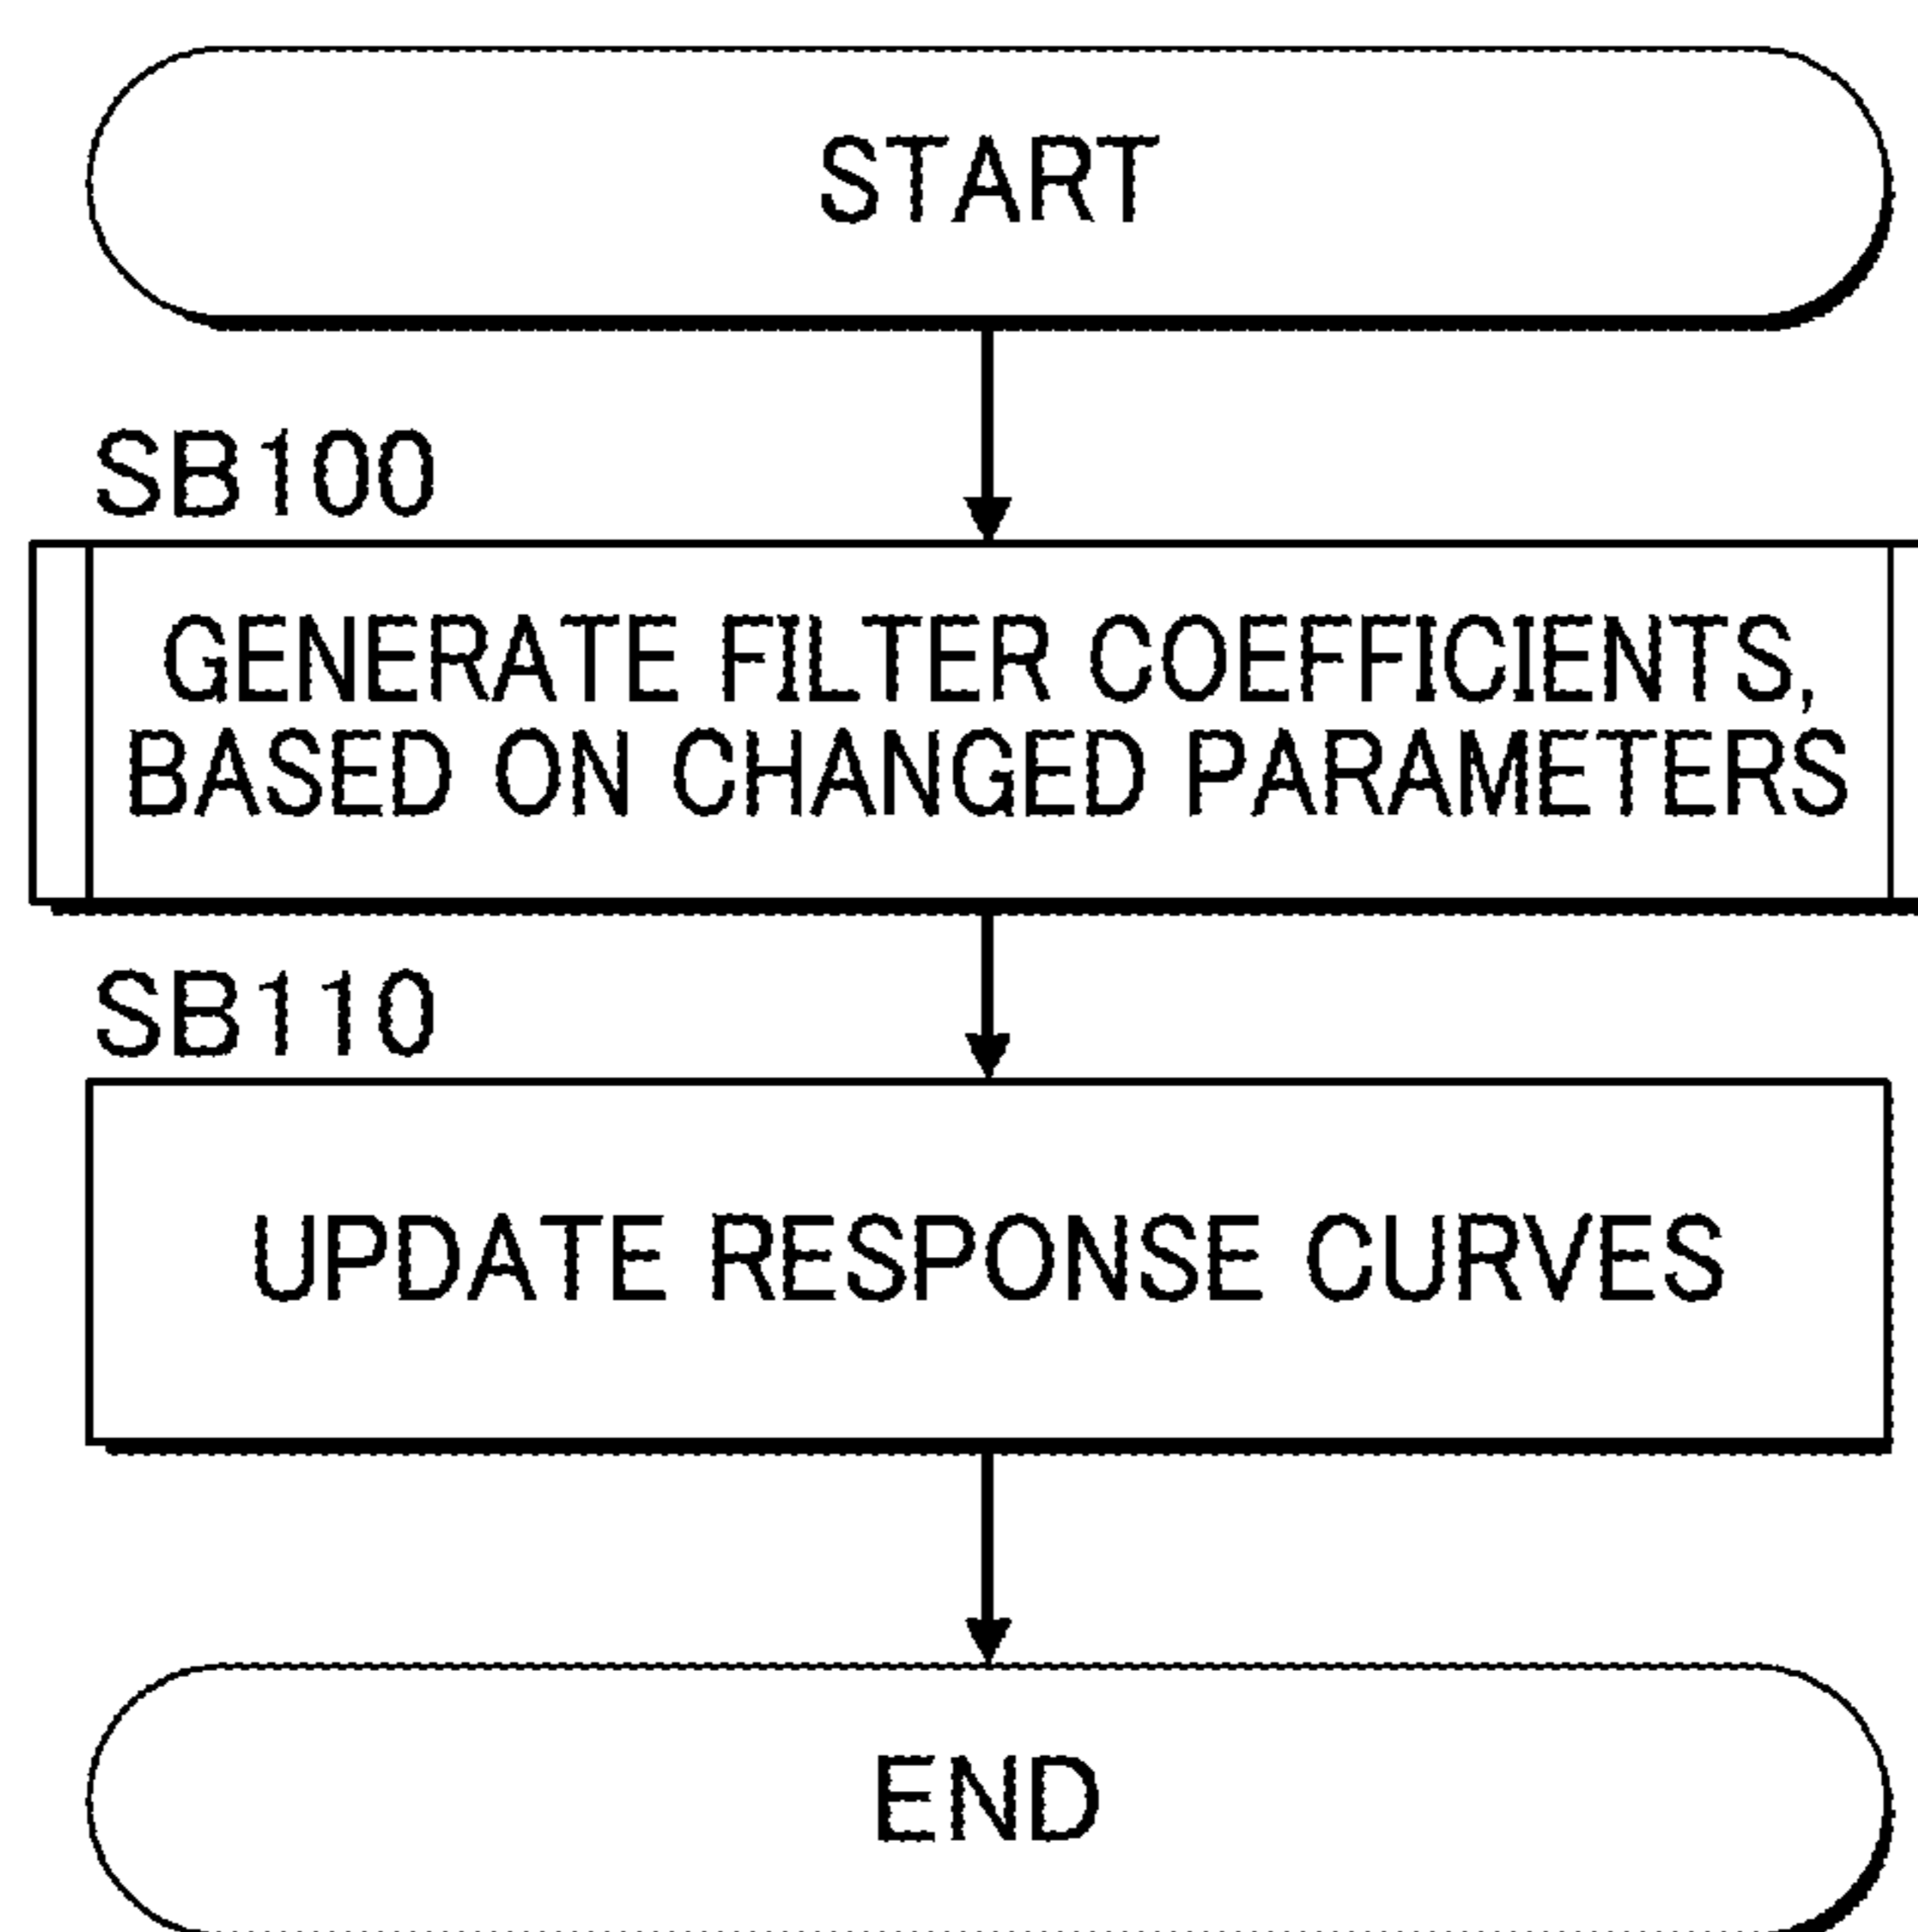 START
SB100
GENERATE FILTER COEFFICIENTS,
BASED ON CHANGED PARAMETERS
SB110
UPDATE RESPONSE CURVES
END